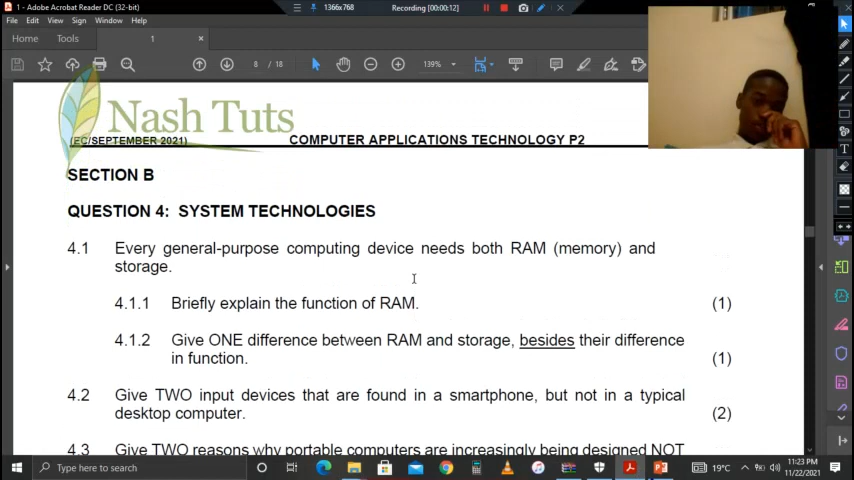 1 - Adobe Acrobat Reader DC (32-bit)
1366x768
Recording [00:00:12]
File Edit View Sign Window Help
Home Tools
1
8 / 18
139%
Nash Tuts
(EC/SEPTEMBER 2021)
COMPUTER APPLICATIONS TECHNOLOGY P2
SECTION B
QUESTION 4: SYSTEM TECHNOLOGIES
4.1 Every general-purpose computing device needs both RAM (memory) and
storage.
4.1.1 Briefly explain the function of RAM. (1)
4.1.2 Give ONE difference between RAM and storage, besides their difference
in function. (1)
4.2 Give TWO input devices that are found in a smartphone, but not in a typical
desktop computer. (2)
4.3 Give TWO reasons why portable computers are increasingly being designed NOT
Type here to search
19°C
11:23 PM
11/22/2021